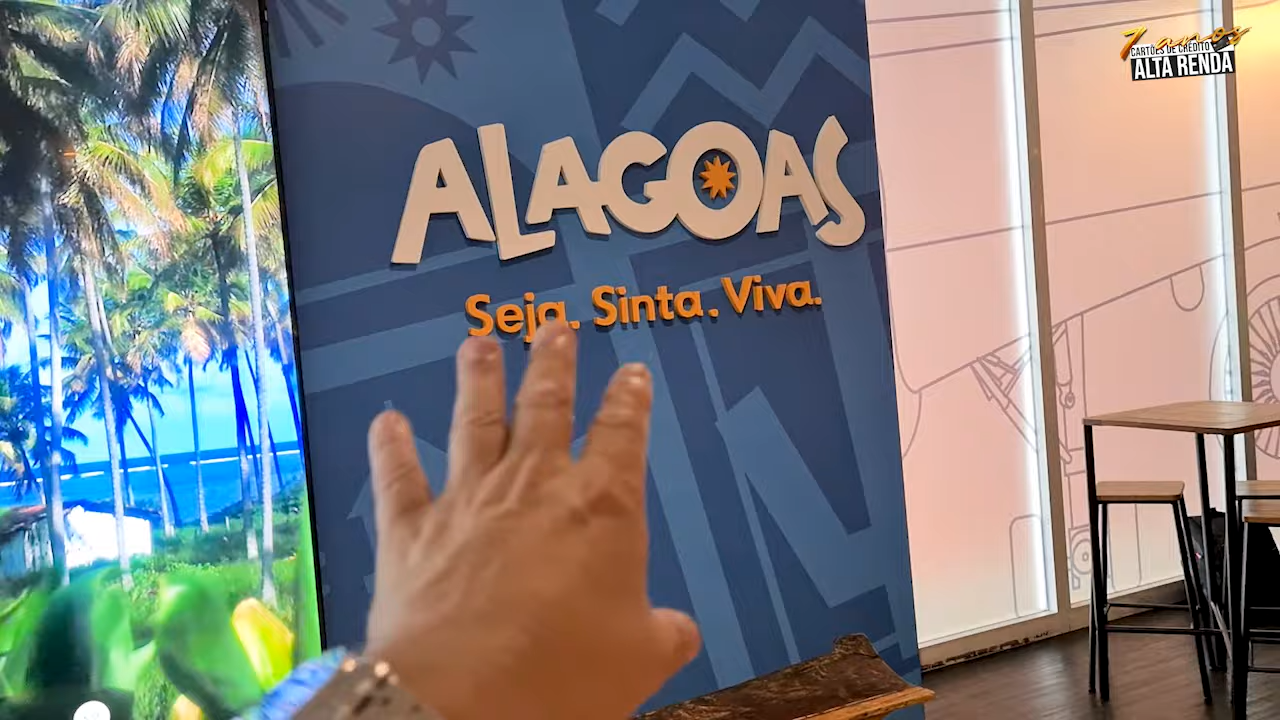 7 anos
CARTÕES DE CRÉDITO
ALTA RENDA
ALAGOAS
Seja. Sinta. Viva.